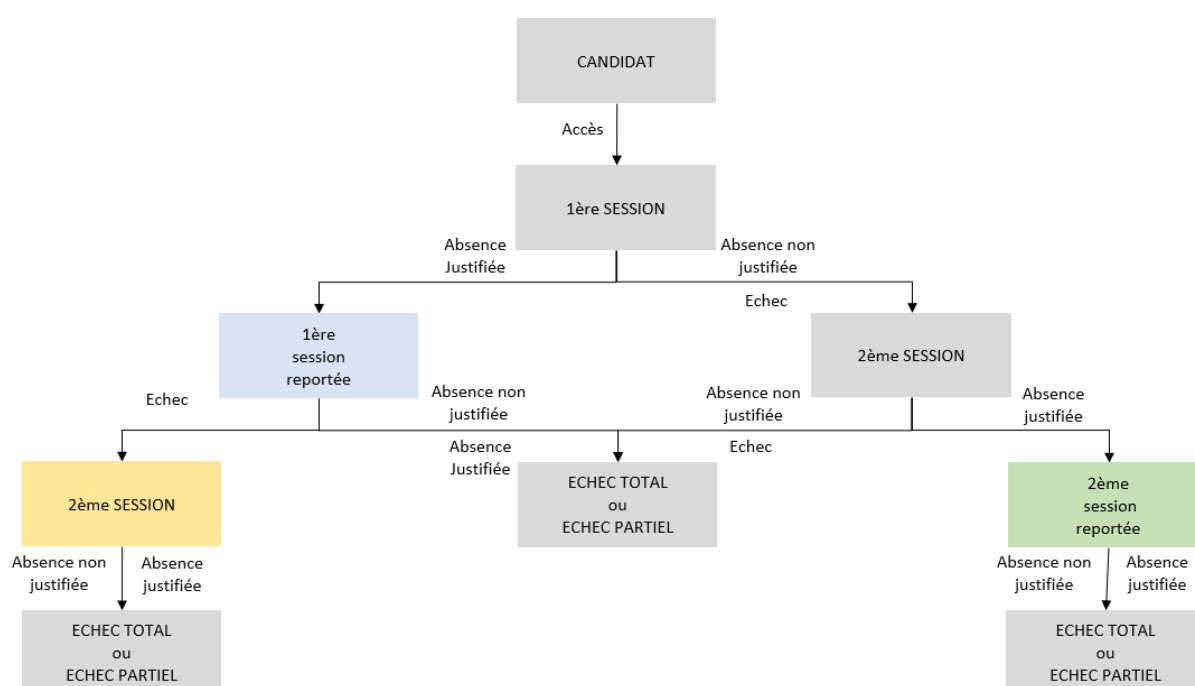 CANDIDAT
Accès
1ère SESSION
Absence
Justifiée
Absence non
justifiée
Echec
1ère
session
reportée
2ème SESSION
Echec
Absence non
justifiée
Absence non
justifiée
Absence
justifiée
Absence
Justifiée
Echec
2ème SESSION
ECHEC TOTAL
ou
ECHEC PARTIEL
2ème
session
reportée
Absence non
justifiée
Absence
justifiée
Absence non
justifiée
Absence
justifiée
ECHEC TOTAL
ou
ECHEC PARTIEL
ECHEC TOTAL
ou
ECHEC PARTIEL